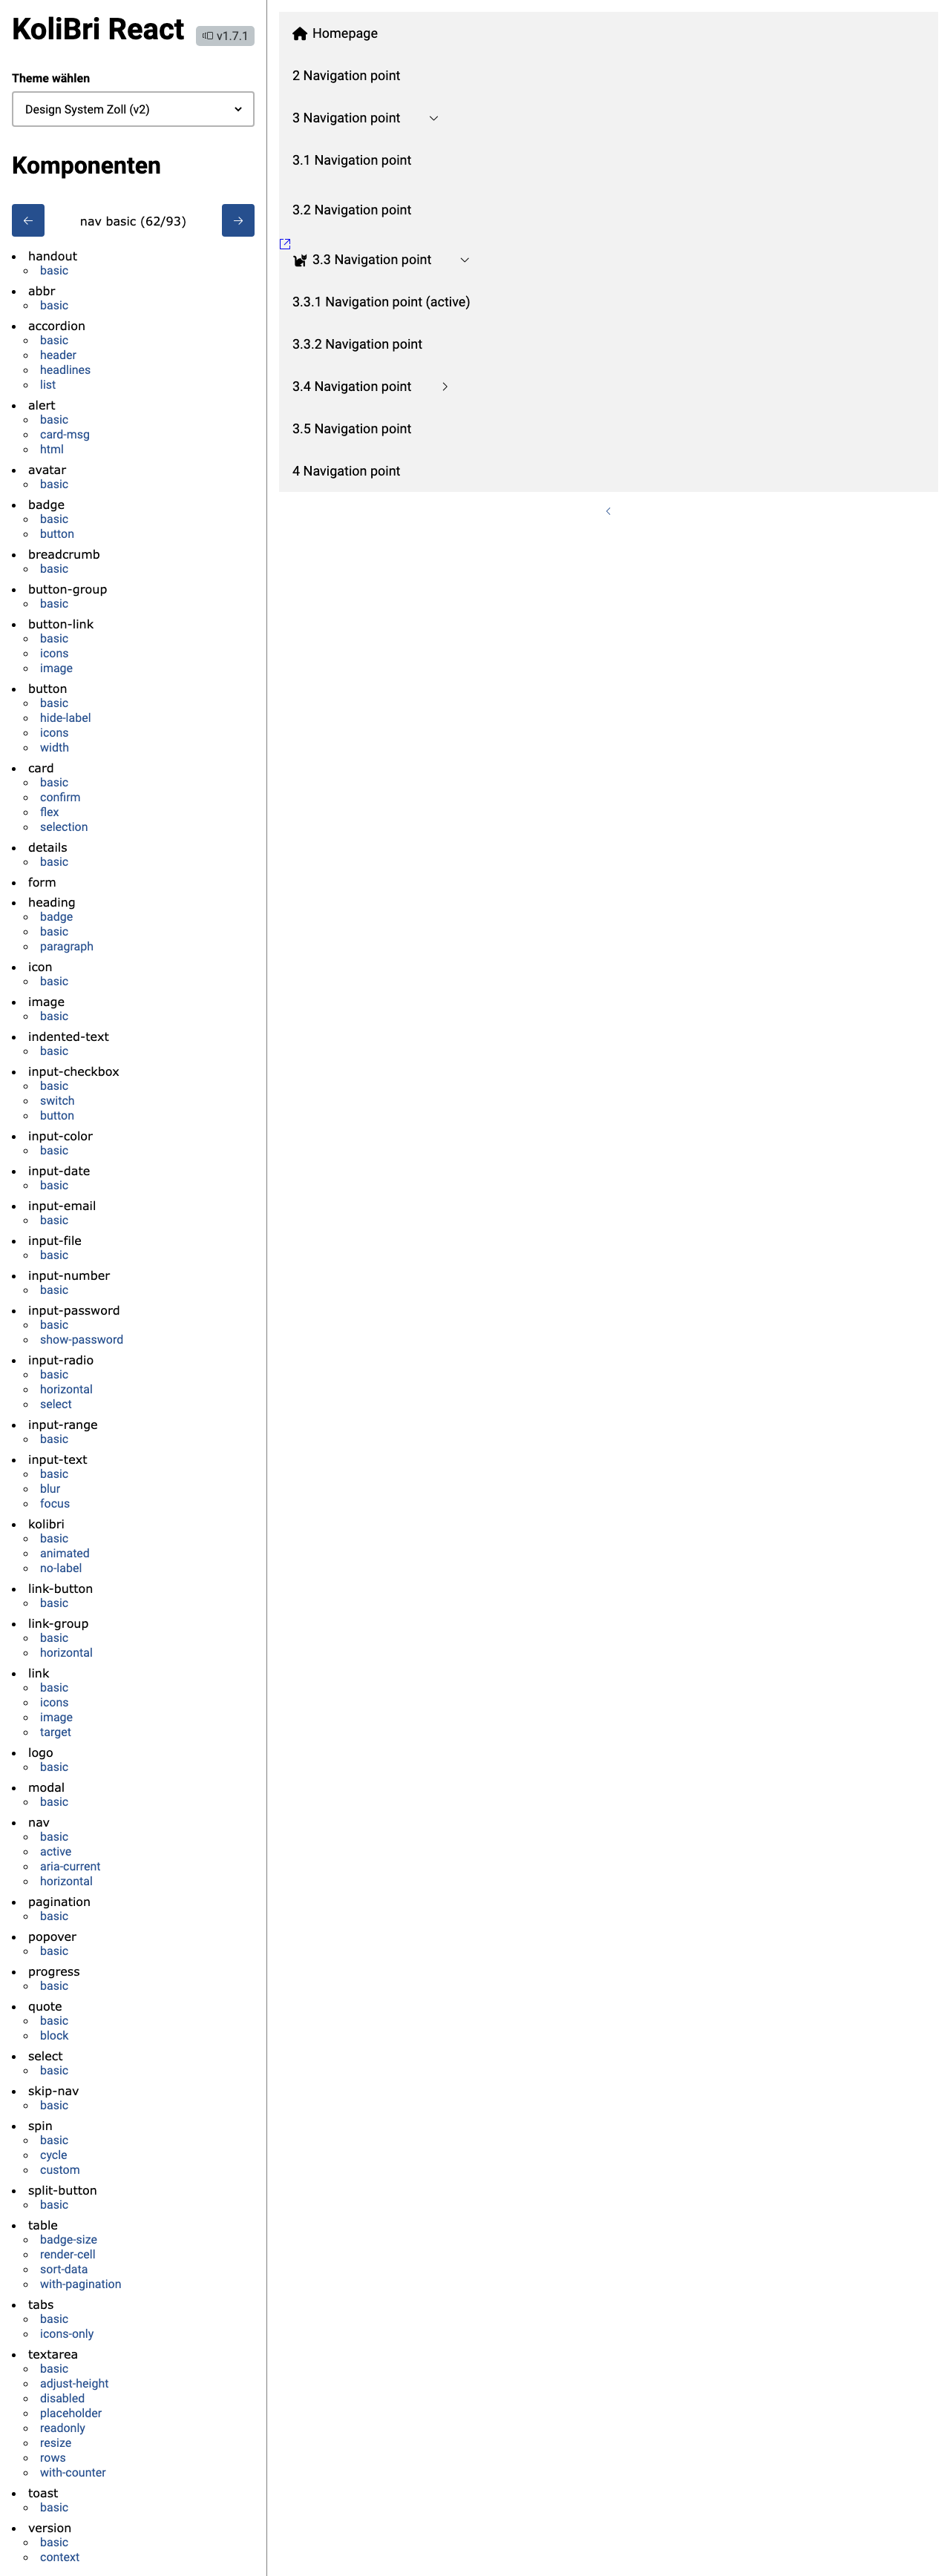 KoliBri React
v1.7.1
Theme wählen
Design System Zoll (v2)
Komponenten
nav basic (62/93)
handout
basic
abbr
basic
accordion
basic
header
headlines
list
alert
basic
card-msg
html
avatar
basic
badge
basic
button
breadcrumb
basic
button-group
basic
button-link
basic
icons
image
button
basic
hide-label
icons
width
card
basic
confirm
flex
selection
details
basic
form
heading
badge
basic
paragraph
icon
basic
image
basic
indented-text
basic
input-checkbox
basic
switch
button
input-color
basic
input-date
basic
input-email
basic
input-file
basic
input-number
basic
input-password
basic
show-password
input-radio
basic
horizontal
select
input-range
basic
input-text
basic
blur
focus
kolibri
basic
animated
no-label
link-button
basic
link-group
basic
horizontal
link
basic
icons
image
target
logo
basic
modal
basic
nav
basic
active
aria-current
horizontal
pagination
basic
popover
basic
progress
basic
quote
basic
block
select
basic
skip-nav
basic
spin
basic
cycle
custom
split-button
basic
table
badge-size
render-cell
sort-data
with-pagination
tabs
basic
icons-only
textarea
basic
adjust-height
disabled
placeholder
readonly
resize
rows
with-counter
toast
basic
version
basic
context
Homepage
2 Navigation point
3 Navigation point
3.1 Navigation point
3.2 Navigation point
3.3 Navigation point
3.3.1 Navigation point (active)
3.3.2 Navigation point
3.4 Navigation point
3.5 Navigation point
4 Navigation point